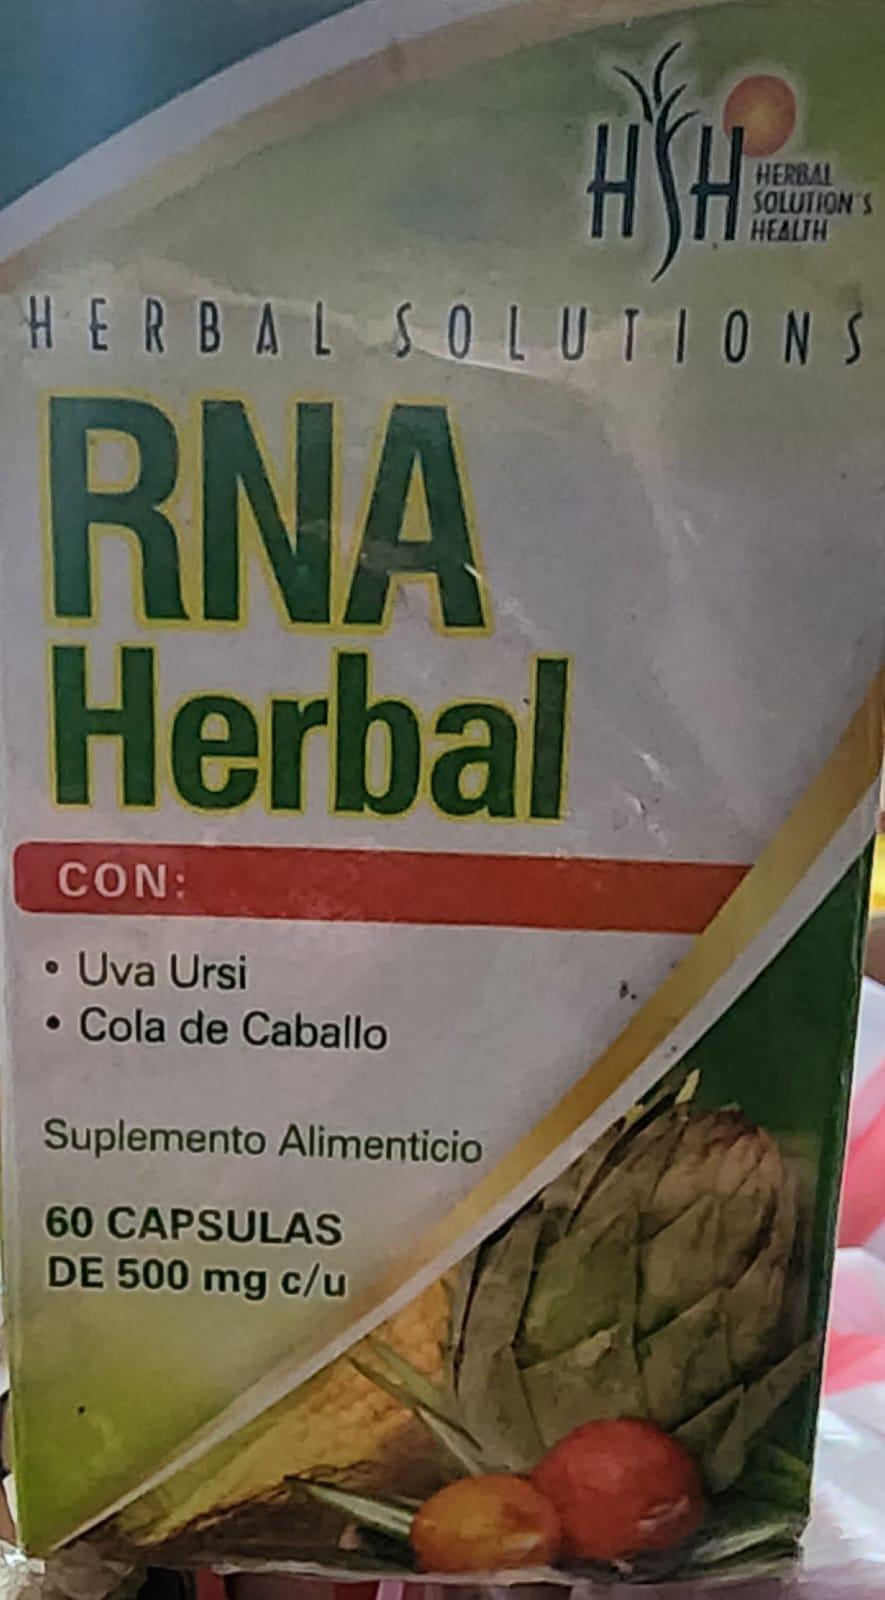 HSH
HERBAL
SOLUTION'S
HEALTH
HERBAL SOLUTIONS
RNA
Herbal
CON:
• Uva Ursi
• Cola de Caballo
Suplemento Alimenticio
60 CAPSULAS
DE 500 mg c/u